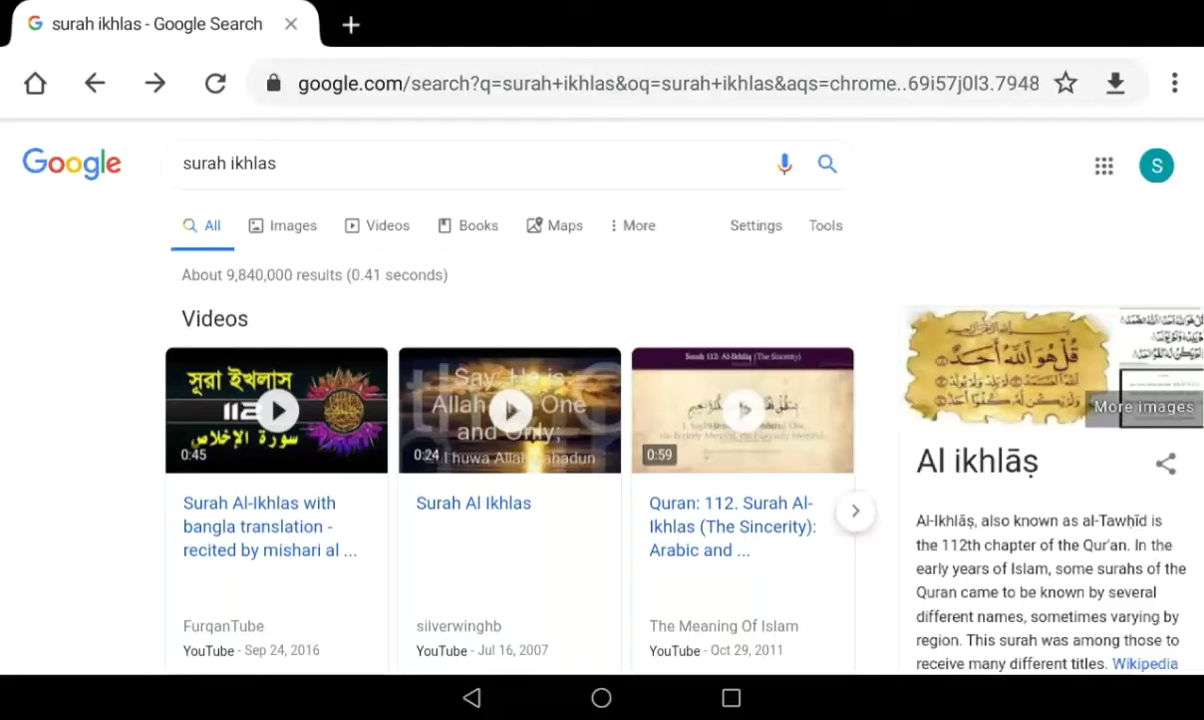 surah ikhlas - Google Search
google.com/search?q=surah+ikhlas&oq=surah+ikhlas&aqs=chrome..69i57j0l3.7948
Google
surah ikhlas
S
All
Images
Videos
Books
Maps
More
Settings
Tools
About 9,840,000 results (0.41 seconds)
Videos
সূরা ইখলাস
112
سورة الإخلاص
0:45
Say: He is
Allah One
and Only;
0:24
Surah 112: Al-Ikhlāṣ (The Sincerity)
0:59
قُلْ هُوَ ٱللَّهُ أَحَدٌ
More images
Surah Al-Ikhlas with
bangla translation -
recited by mishari al ...
FurqanTube
YouTube - Sep 24, 2016
Surah Al Ikhlas
silverwinghb
YouTube - Jul 16, 2007
Quran: 112. Surah Al-
Ikhlas (The Sincerity):
Arabic and ...
The Meaning Of Islam
YouTube - Oct 29, 2011
Al ikhlāṣ
Al-Ikhlāṣ, also known as al-Tawḥīd is
the 112th chapter of the Qur'an. In the
early years of Islam, some surahs of the
Quran came to be known by several
different names, sometimes varying by
region. This surah was among those to
receive many different titles. Wikipedia